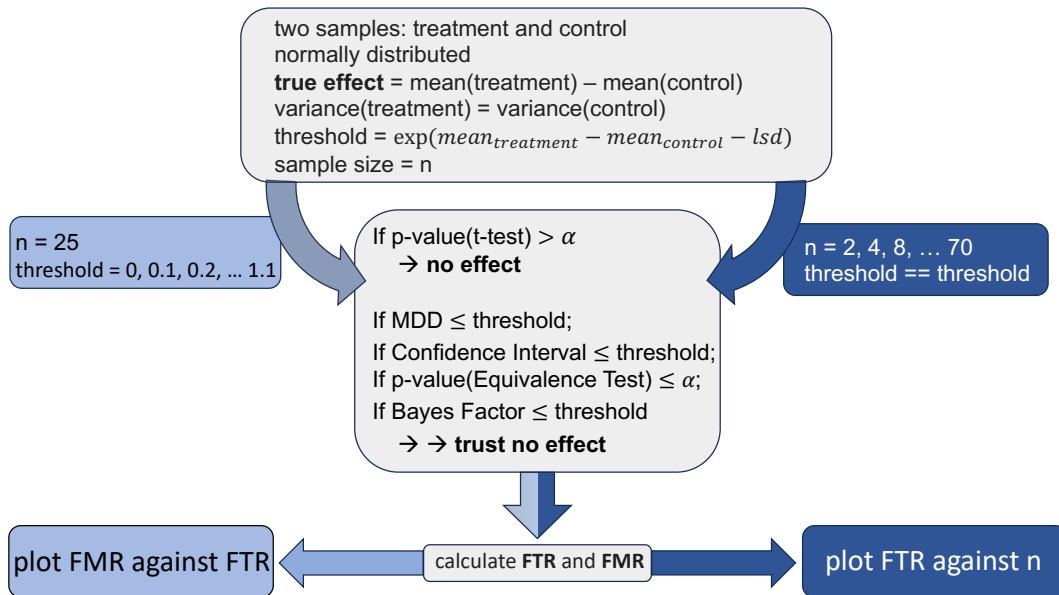 two samples: treatment and control
normally distributed
true effect = mean(treatment) – mean(control)
variance(treatment) = variance(control)
threshold = exp(mean_treatment − mean_control − lsd)
sample size = n
n = 25
threshold = 0, 0.1, 0.2, ... 1.1
If p-value(t-test) > α
→ no effect
If MDD ≤ threshold;
If Confidence Interval ≤ threshold;
If p-value(Equivalence Test) ≤ α;
If Bayes Factor ≤ threshold
→ → trust no effect
n = 2, 4, 8, ... 70
threshold == threshold
plot FMR against FTR
calculate FTR and FMR
plot FTR against n